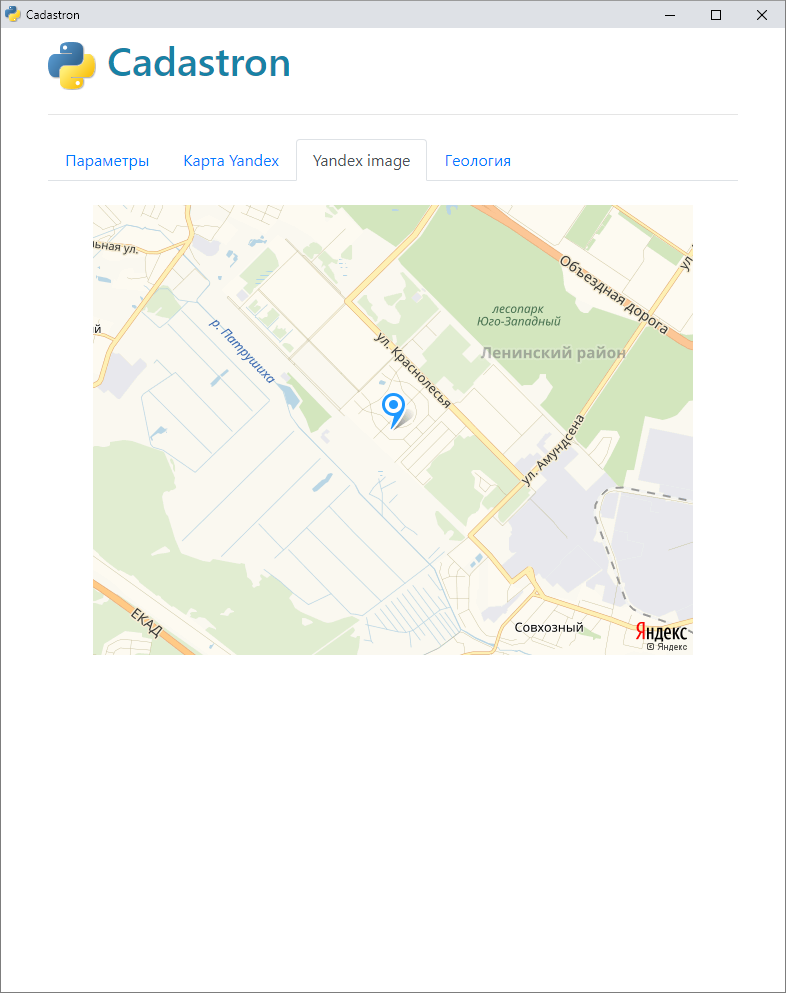 Cadastron
Cadastron
Параметры
Карта Yandex
Yandex image
Геология
льная ул.
Объездная дорога
ул.
лесопарк
Юго-Западный
ый
р. Патрушиха
ул. Краснолесья
Ленинский район
ул. Амундсена
ЕКАД
Совхозный
Яндекс
© Яндекс